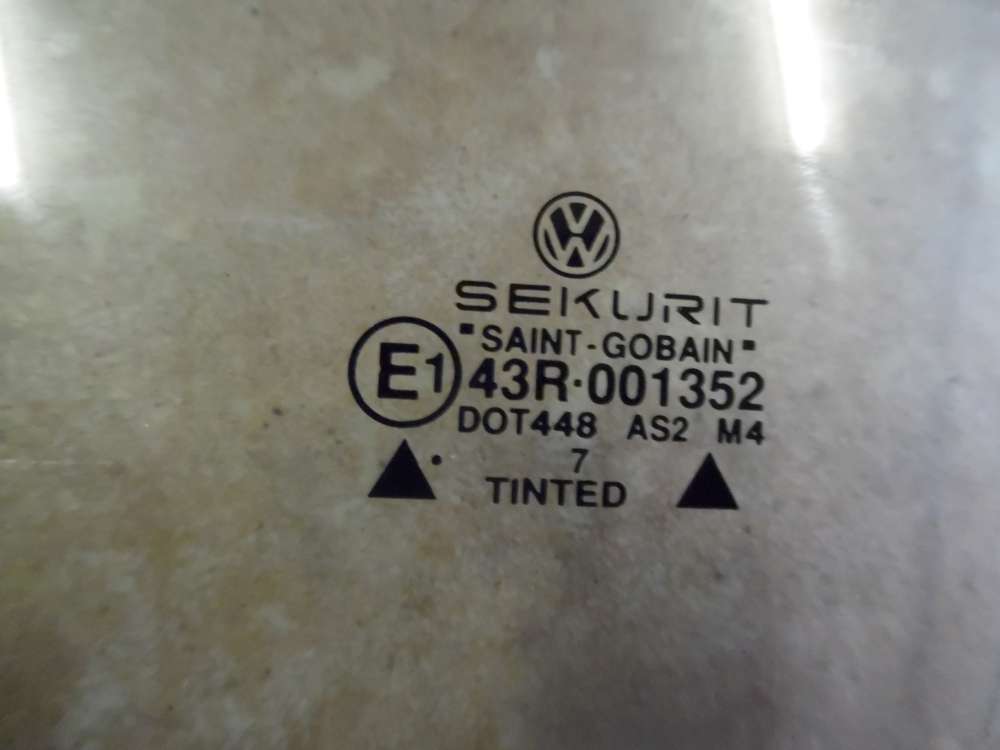 SEKURIT
"SAINT-GOBAIN"
E1 43R·001352
DOT448 AS2 M4
7
TINTED